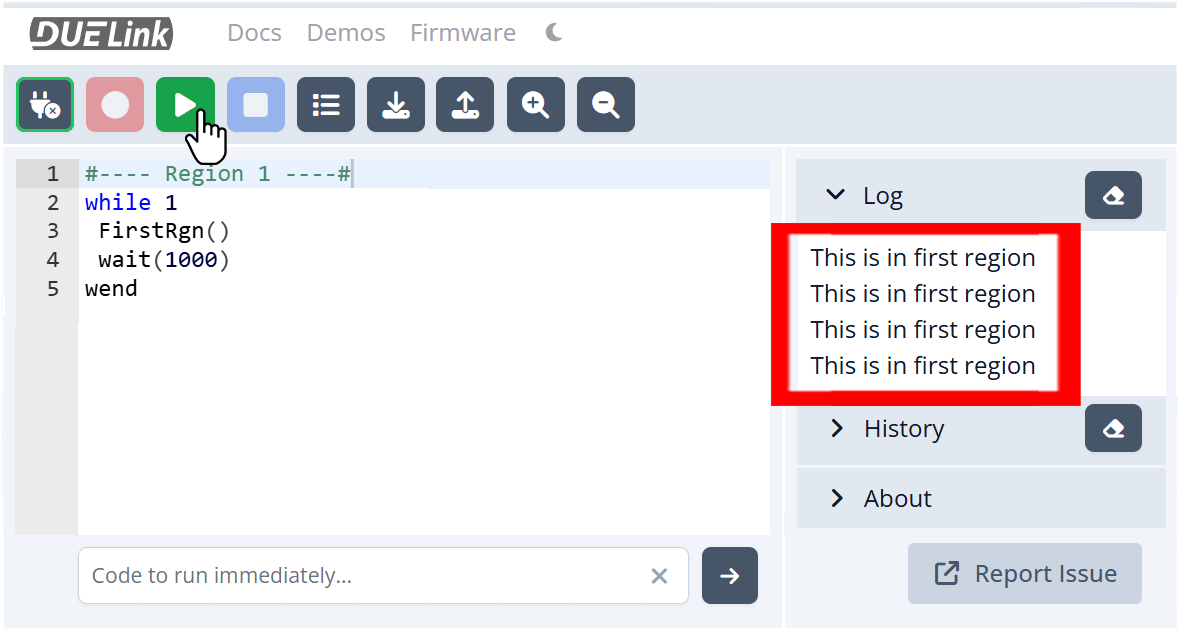 DUELink Docs Demos Firmware
1 #---- Region 1 ----#
2 while 1
3 FirstRgn()
4 wait(1000)
5 wend
Code to run immediately...
Log
This is in first region
This is in first region
This is in first region
This is in first region
History
About
Report Issue